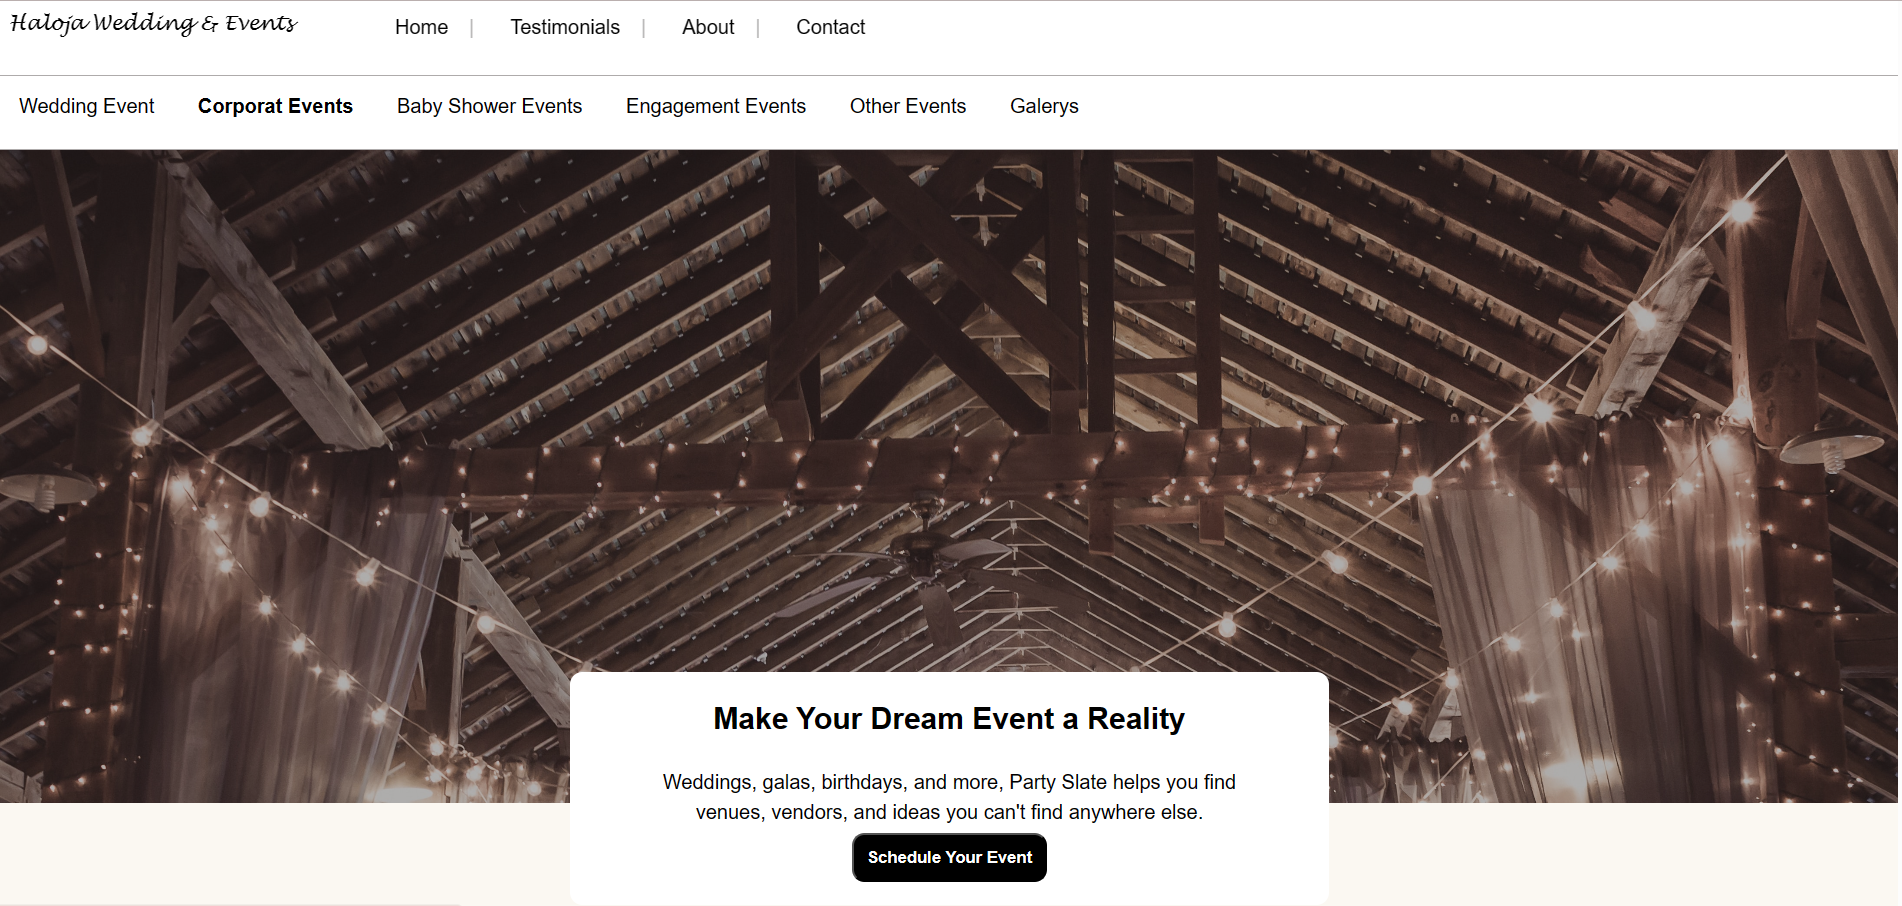 Haloja Wedding & Events
Home | Testimonials | About | Contact
Wedding Event Corporat Events Baby Shower Events Engagement Events Other Events Galerys
Make Your Dream Event a Reality
Weddings, galas, birthdays, and more, Party Slate helps you find
venues, vendors, and ideas you can't find anywhere else.
Schedule Your Event